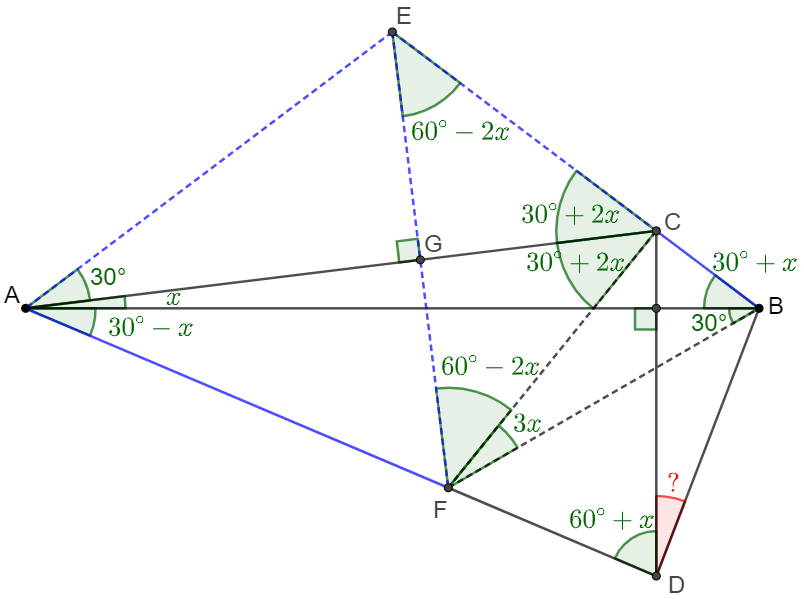 E
60° − 2x
30° + 2x
C
G
30° + 2x
30° + x
30°
A
x
B
30° − x
30°
60° − 2x
3x
?
F
60° + x
D